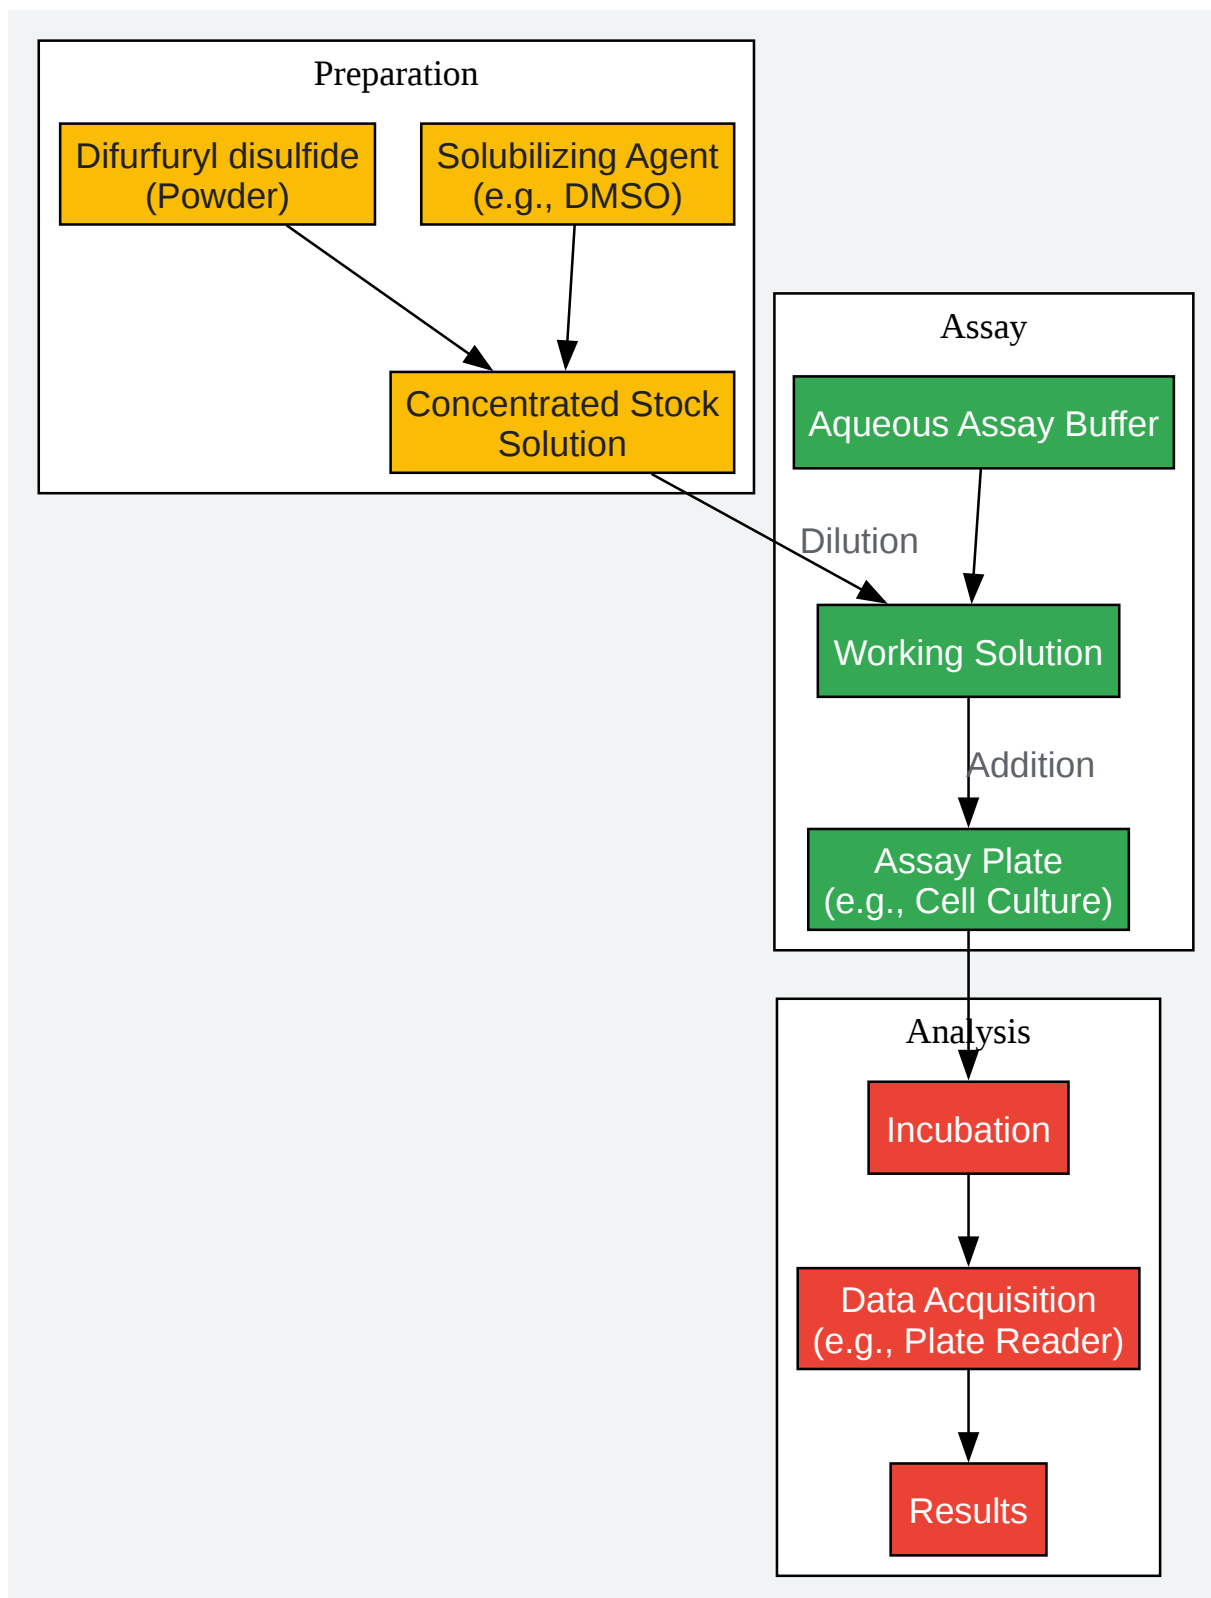 Preparation
Difurfuryl disulfide
(Powder)
Solubilizing Agent
(e.g., DMSO)
Concentrated Stock
Solution
Assay
Aqueous Assay Buffer
Dilution
Working Solution
Addition
Assay Plate
(e.g., Cell Culture)
Analysis
Incubation
Data Acquisition
(e.g., Plate Reader)
Results